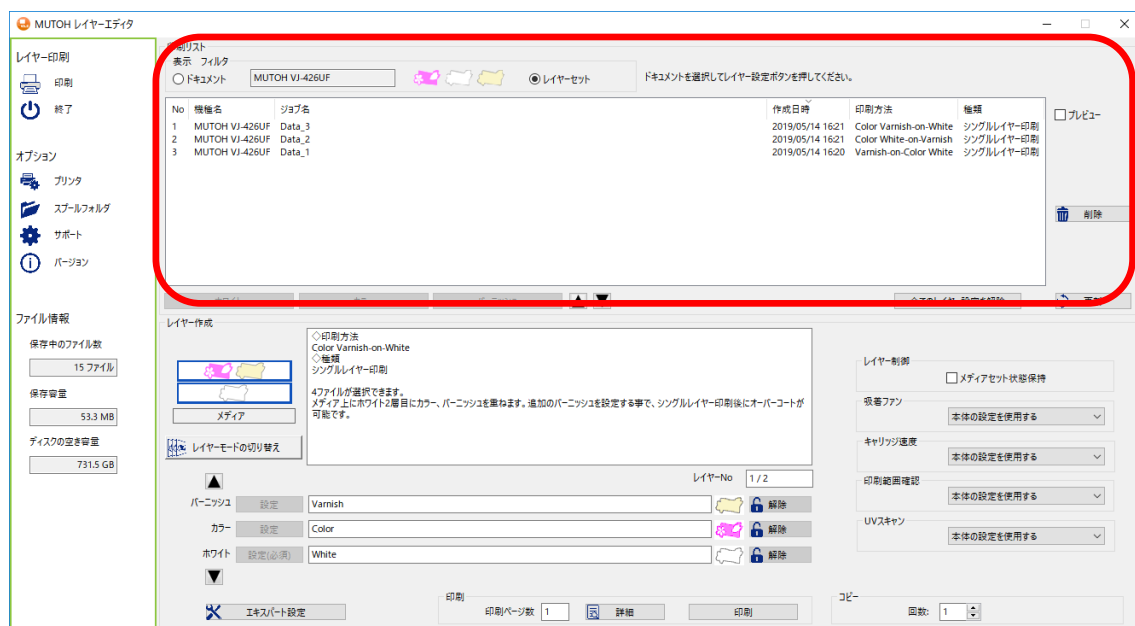 MUTOH レイヤーエディタ
レイヤー印刷
印刷
終了
オプション
プリンタ
スプールフォルダ
サポート
バージョン
ファイル情報
保存中のファイル数
15 ファイル
保存容量
53.3 MB
ディスクの空き容量
731.5 GB
印刷リスト
表示 フィルタ
ドキュメント MUTOH VJ-426UF レイヤーセット ドキュメントを選択してレイヤー設定ボタンを押してください。
No 機種名 ジョブ名 作成日時 印刷方法 種類
1 MUTOH VJ-426UF Data_3 2019/05/14 16:21 Color Varnish-on-White シングルレイヤー印刷
2 MUTOH VJ-426UF Data_2 2019/05/14 16:21 Color White-on-Varnish シングルレイヤー印刷
3 MUTOH VJ-426UF Data_1 2019/05/14 16:20 Varnish-on-Color White シングルレイヤー印刷
プレビュー
削除
レイヤー作成
メディア
レイヤーモードの切り替え
◇印刷方法
Color Varnish-on-White
◇種類
シングルレイヤー印刷
4ファイルが選択できます。
メディア上にホワイト2層目にカラー、バーニッシュを重ねます。追加のバーニッシュを設定する事で、シングルレイヤー印刷後にオーバーコートが
可能です。
レイヤーNo 1 / 2
バーニッシュ 設定 Varnish 解除
カラー 設定 Color 解除
ホワイト 設定(必須) White 解除
エキスパート設定
印刷
印刷ページ数 1 詳細 印刷
レイヤー制御
メディアセット状態保持
吸着ファン
本体の設定を使用する
キャリッジ速度
本体の設定を使用する
印刷範囲確認
本体の設定を使用する
UVスキャン
本体の設定を使用する
コピー
回数: 1